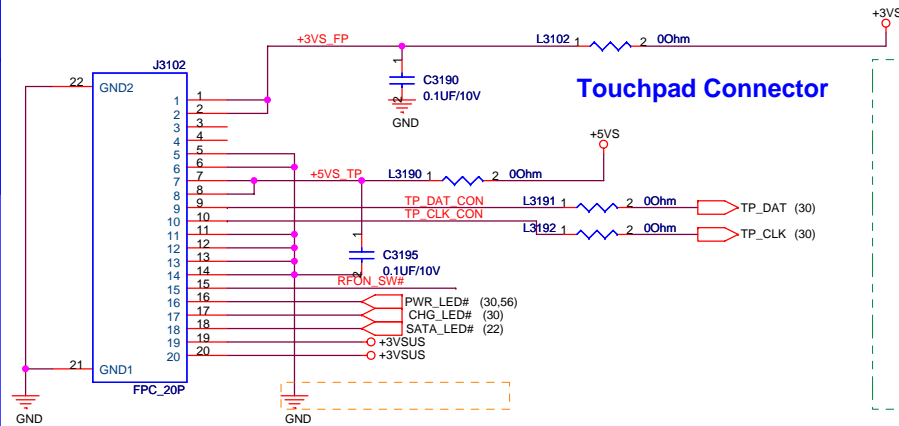 +3VS
+3VS_FP
L3102 1 2 0Ohm
J3102
1
C3190
0.1UF/10V
2
GND
Touchpad Connector
22 GND2
1 1
2 2
3 3
4 4
5 5
6 6
7 7
8 8
9 9
10 10
11 11
12 12
13 13
14 14
15 15
16 16
17 17
18 18
19 19
20 20
21 GND1
FPC_20P
GND
+5VS
+5VS_TP
L3190 1 2 0Ohm
TP_DAT_CON
L3191 1 2 0Ohm
TP_DAT (30)
TP_CLK_CON
L3192 1 2 0Ohm
TP_CLK (30)
1
C3195
0.1UF/10V
2
RFON_SW#
PWR_LED# (30,56)
CHG_LED# (30)
SATA_LED# (22)
+3VSUS
+3VSUS
GND